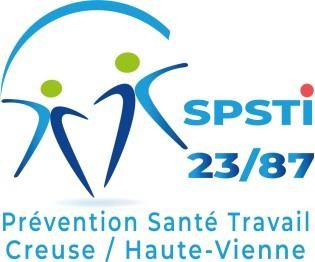 SPSTi
23/87
Prévention Santé Travail
Creuse / Haute-Vienne